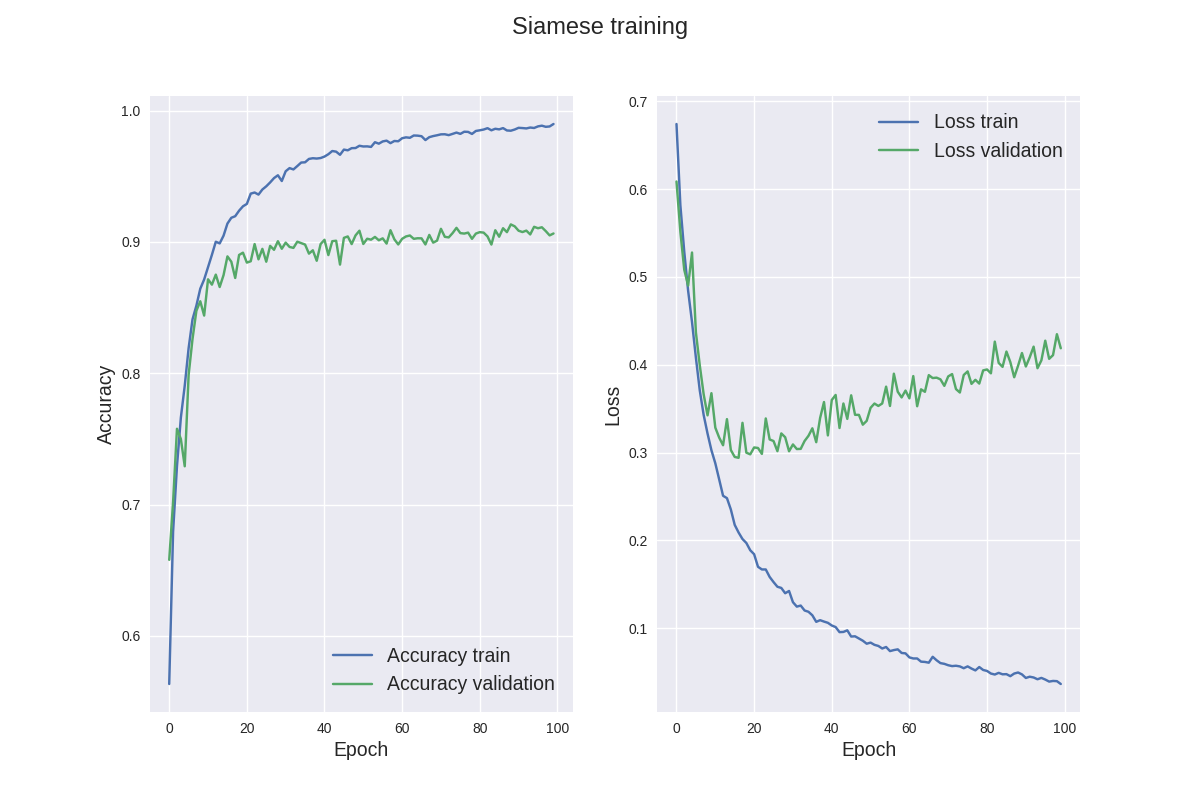 Siamese training
1.0
0.9
0.8
0.7
0.6
Accuracy
Accuracy train
Accuracy validation
0 20 40 60 80 100
Epoch
0.7
0.6
0.5
0.4
0.3
0.2
0.1
Loss
Loss train
Loss validation
0 20 40 60 80 100
Epoch